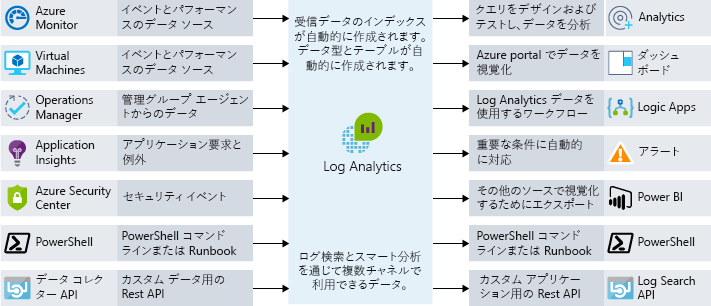 Azure
Monitor
イベントとパフォーマン
スのデータ ソース
Virtual
Machines
イベントとパフォーマン
スのデータ ソース
Operations
Manager
管理グループ エージェント
からのデータ
Application
Insights
アプリケーション要求と
例外
Azure Security
Center
セキュリティ イベント
PowerShell
PowerShell コマンド
ラインまたは Runbook
データ コレク
ター API
カスタム データ用の
Rest API
受信データのインデックス
が自動的に作成されます。
データ型とテーブルが自
動的に作成されます。
Log Analytics
ログ検索とスマート分析
を通じて複数チャネルで
利用できるデータ。
クエリをデザインおよび
テストし、データを分析
Analytics
Azure portal でデータを
視覚化
ダッシュ
ボード
Log Analytics データを
使用するワークフロー
Logic Apps
重要な条件に自動的
に対応
アラート
その他のソースで視覚化
するためにエクスポート
Power BI
PowerShell コマンド
ラインまたは Runbook
PowerShell
カスタム アプリケー
ション用の Rest API
Log Search
API